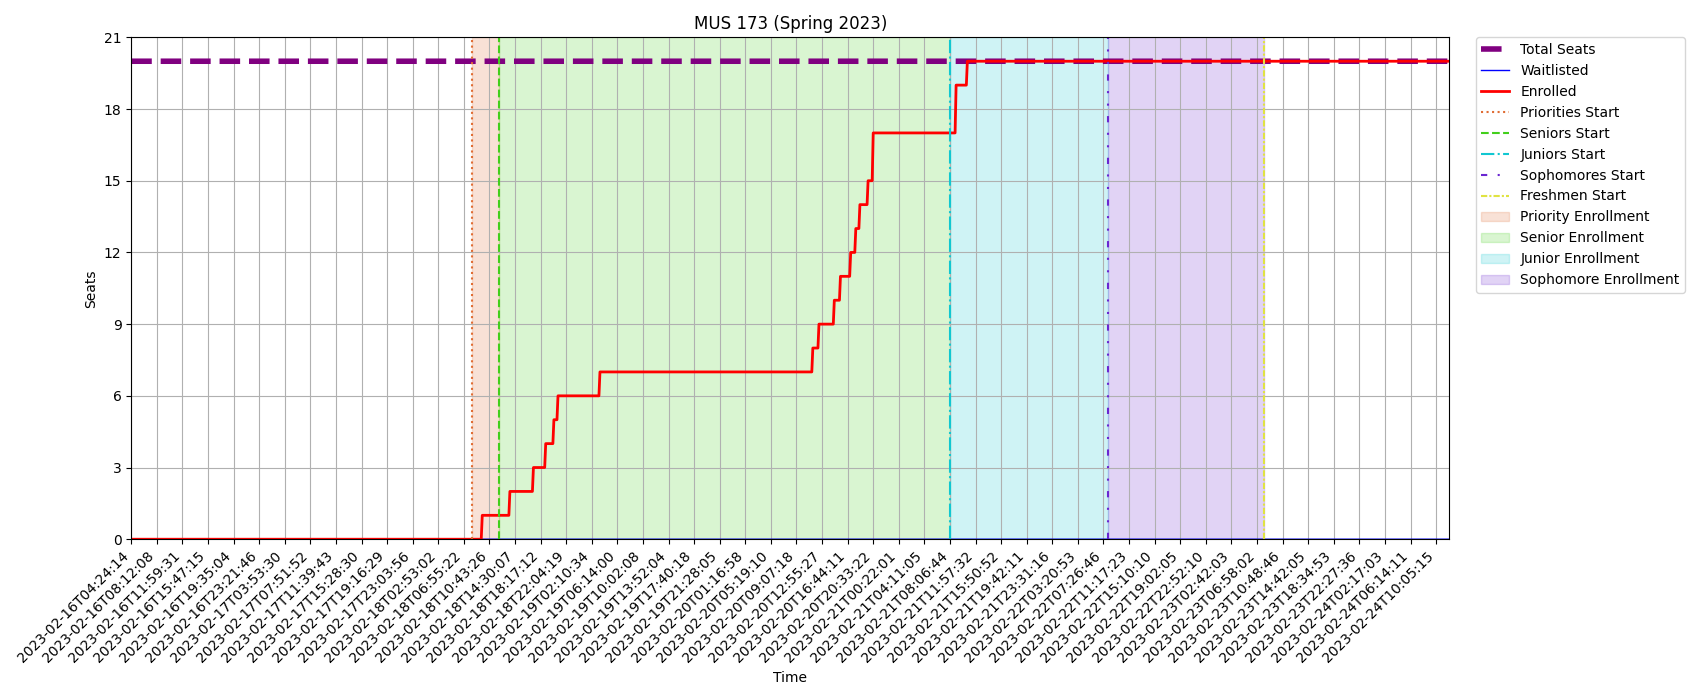 MUS 173 (Spring 2023)
21
18
15
12
9
6
3
0
Seats
2023-02-16T04:24:14
2023-02-16T08:12:08
2023-02-16T11:59:31
2023-02-16T15:47:15
2023-02-16T19:35:04
2023-02-16T23:21:46
2023-02-17T03:53:30
2023-02-17T07:51:52
2023-02-17T11:39:43
2023-02-17T15:28:30
2023-02-17T19:16:29
2023-02-17T23:03:56
2023-02-18T02:53:02
2023-02-18T06:55:22
2023-02-18T10:43:26
2023-02-18T14:30:07
2023-02-18T18:17:12
2023-02-18T22:04:19
2023-02-19T02:10:34
2023-02-19T06:14:00
2023-02-19T10:02:08
2023-02-19T13:52:04
2023-02-19T17:40:18
2023-02-19T21:28:05
2023-02-20T01:16:58
2023-02-20T05:19:10
2023-02-20T09:07:18
2023-02-20T12:55:27
2023-02-20T16:44:11
2023-02-20T20:33:22
2023-02-21T00:22:01
2023-02-21T04:11:05
2023-02-21T08:06:44
2023-02-21T11:57:32
2023-02-21T15:50:52
2023-02-21T19:42:11
2023-02-21T23:31:16
2023-02-22T03:20:53
2023-02-22T07:26:46
2023-02-22T11:17:23
2023-02-22T15:10:10
2023-02-22T19:02:05
2023-02-22T22:52:10
2023-02-23T02:42:03
2023-02-23T06:58:02
2023-02-23T10:48:46
2023-02-23T14:42:05
2023-02-23T18:34:53
2023-02-23T22:27:36
2023-02-24T02:17:03
2023-02-24T06:14:11
2023-02-24T10:05:15
Time
Total Seats
Waitlisted
Enrolled
Priorities Start
Seniors Start
Juniors Start
Sophomores Start
Freshmen Start
Priority Enrollment
Senior Enrollment
Junior Enrollment
Sophomore Enrollment